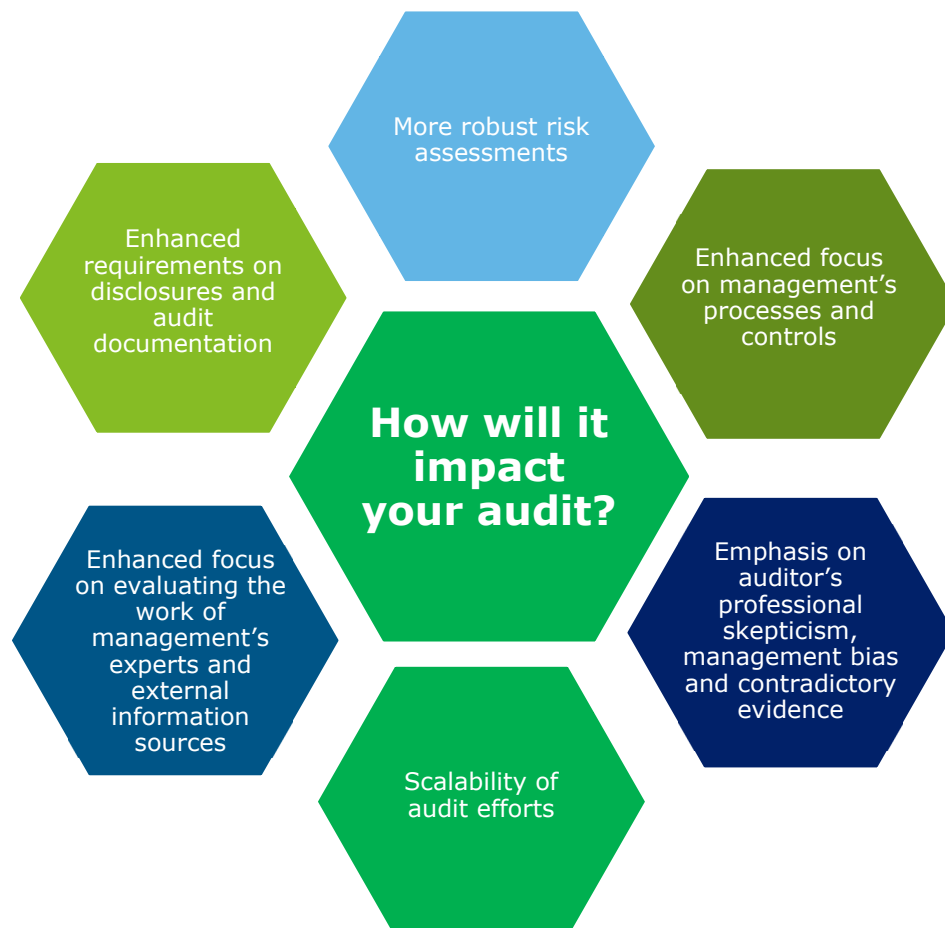 More robust risk
assessments
Enhanced
requirements on
disclosures and
audit
documentation
Enhanced focus
on management’s
processes and
controls
How will it
impact
your audit?
Enhanced focus
on evaluating the
work of
management’s
experts and
external
information
sources
Emphasis on
auditor’s
professional
skepticism,
management bias
and contradictory
evidence
Scalability of
audit efforts